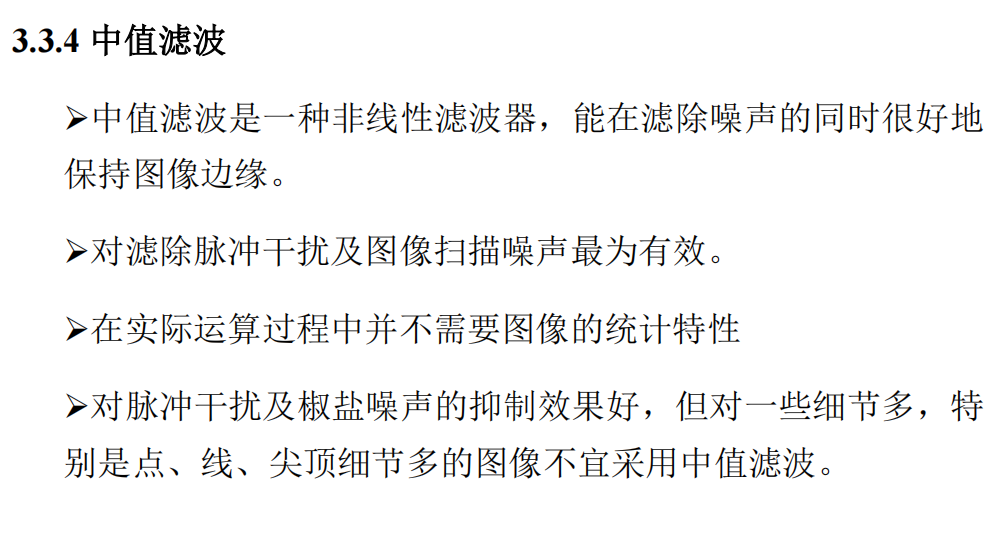 3.3.4 中值滤波
➢中值滤波是一种非线性滤波器，能在滤除噪声的同时很好地
保持图像边缘。
➢对滤除脉冲干扰及图像扫描噪声最为有效。
➢在实际运算过程中并不需要图像的统计特性
➢对脉冲干扰及椒盐噪声的抑制效果好，但对一些细节多，特
别是点、线、尖顶细节多的图像不宜采用中值滤波。